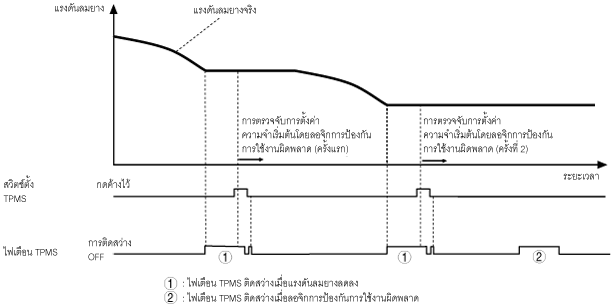 แรงดันลมยาง
แรงดันลมยางจริง
การตรวจจับการตั้งค่า
ความจำเริ่มต้นโดยลอจิกการป้องกัน
การใช้งานผิดพลาด (ครั้งแรก)
การตรวจจับการตั้งค่า
ความจำเริ่มต้นโดยลอจิกการป้องกัน
การใช้งานผิดพลาด (ครั้งที่ 2)
ระยะเวลา
สวิตช์ตั้ง
TPMS
กดค้างไว้
ไฟเตือน TPMS
การติดสว่าง
OFF
1
1
2
1 : ไฟเตือน TPMS ติดสว่างเมื่อแรงดันลมยางลดลง
2 : ไฟเตือน TPMS ติดสว่างเมื่อลอจิกการป้องกันการใช้งานผิดพลาด